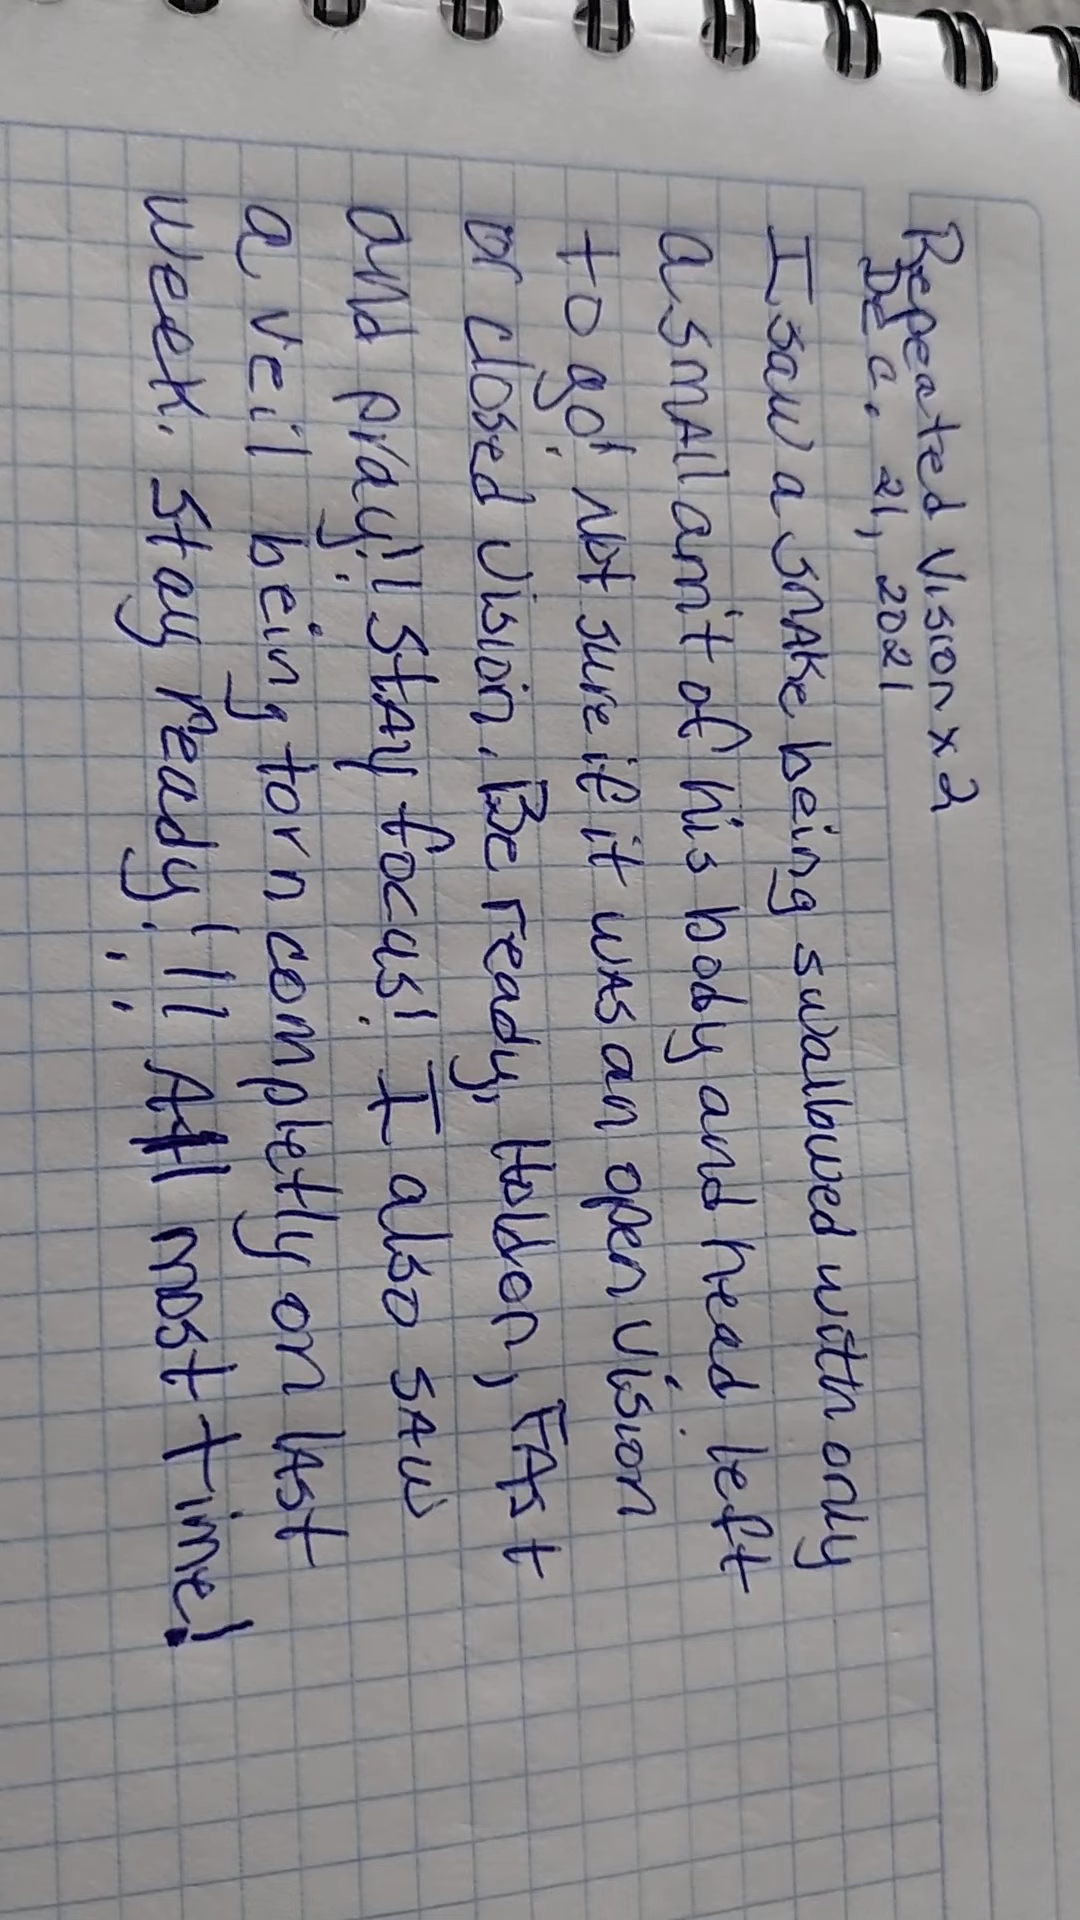 Repeated Vision x 2
Dec. 21, 2021
I saw a snake being swallowed with only
a small am't of his body and head left
to go! Not sure if it was an open vision
or closed vision. Be ready, Hold on, Fast
and pray!! Stay focus! I also saw
a veil being torn completly on last
week. Stay ready!!! All most time!